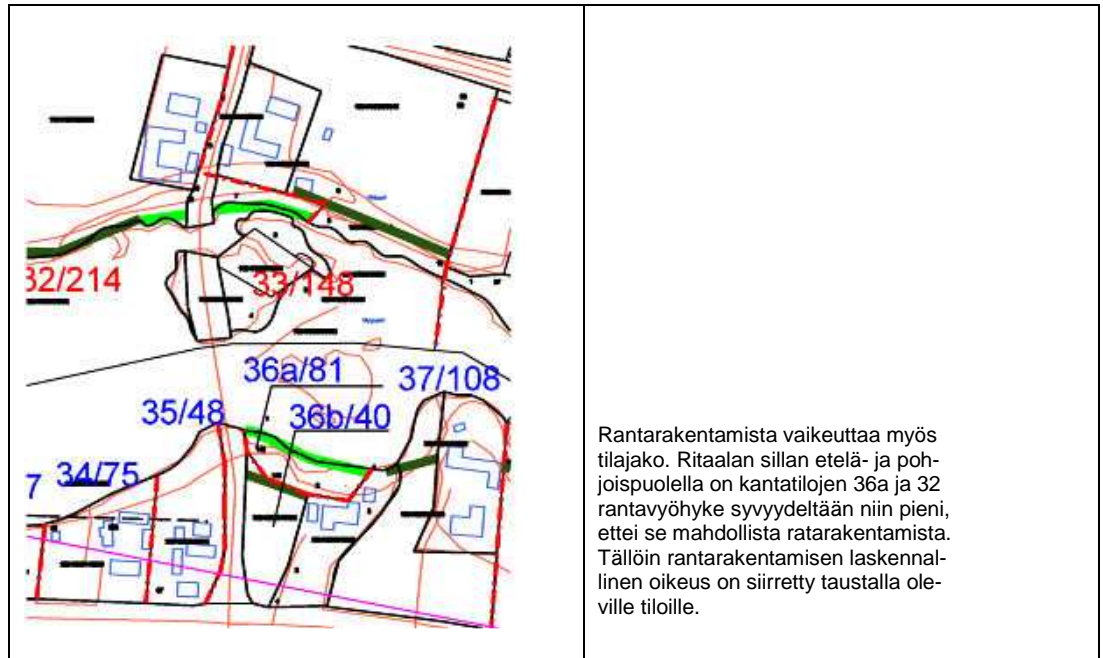 32/214
33/148
36a/81
37/108
35/48
36b/40
7
34/75
Rantarakentamista vaikeuttaa myös
tilajako. Ritaalan sillan etelä- ja poh-
joispuolella on kantatilojen 36a ja 32
rantavyöhyke syvyydeltään niin pieni,
ettei se mahdollista ratarakentamista.
Tällöin rantarakentamisen laskennal-
linen oikeus on siirretty taustalla ole-
ville tiloille.